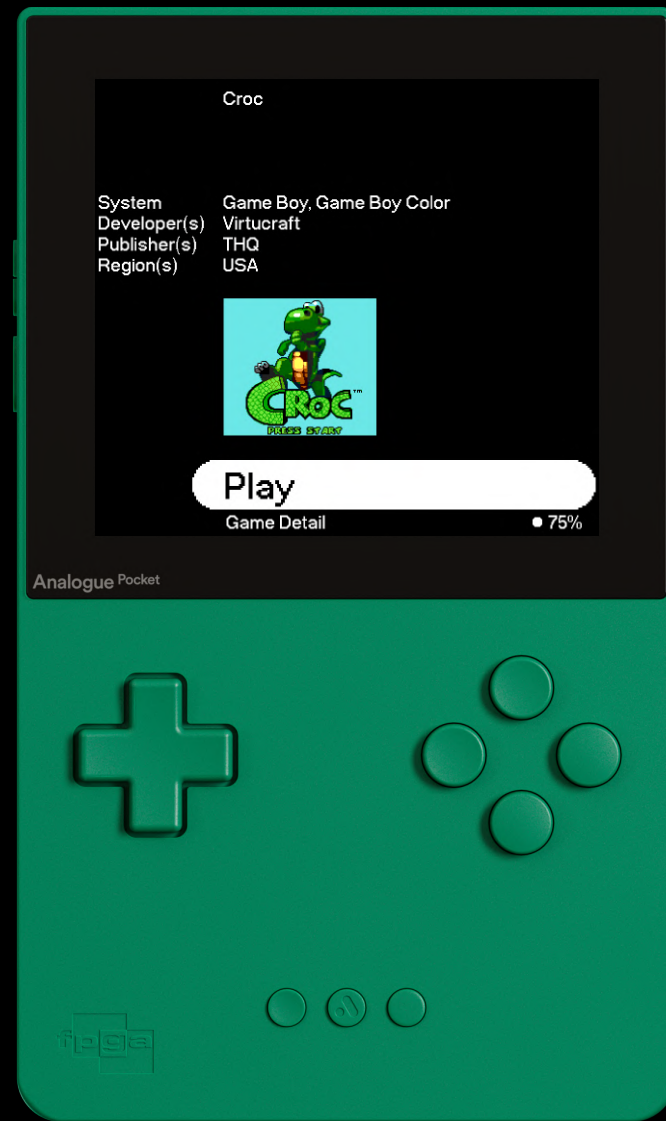 Croc
System Game Boy, Game Boy Color
Developer(s) Virtucraft
Publisher(s) THQ
Region(s) USA
CROC™
PRESS START
Play
Game Detail 75%
Analogue Pocket
fpga